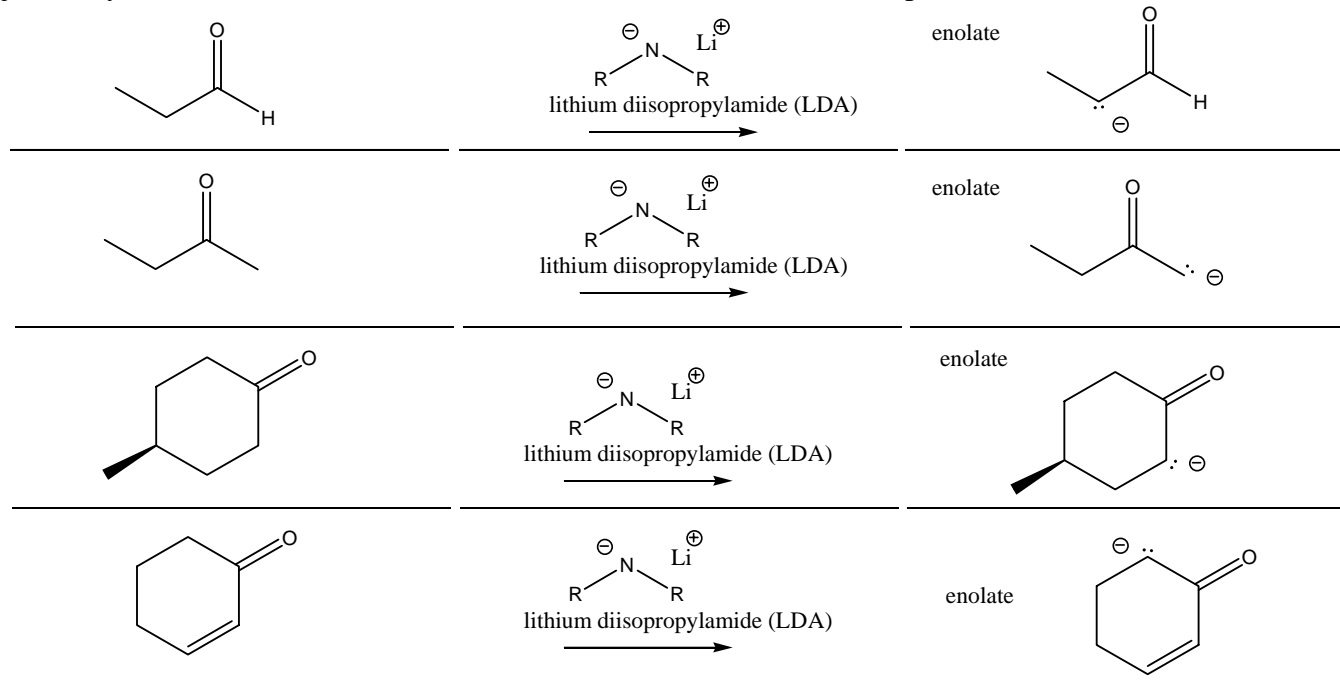 O
⊖ N Li⊕
R R
H
lithium diisopropylamide (LDA)
enolate
O
H
⊖
O
⊖ N Li⊕
R R
lithium diisopropylamide (LDA)
enolate
O
⊖
O
⊖ N Li⊕
R R
lithium diisopropylamide (LDA)
enolate
O
⊖
O
⊖ N Li⊕
R R
lithium diisopropylamide (LDA)
enolate
⊖
O